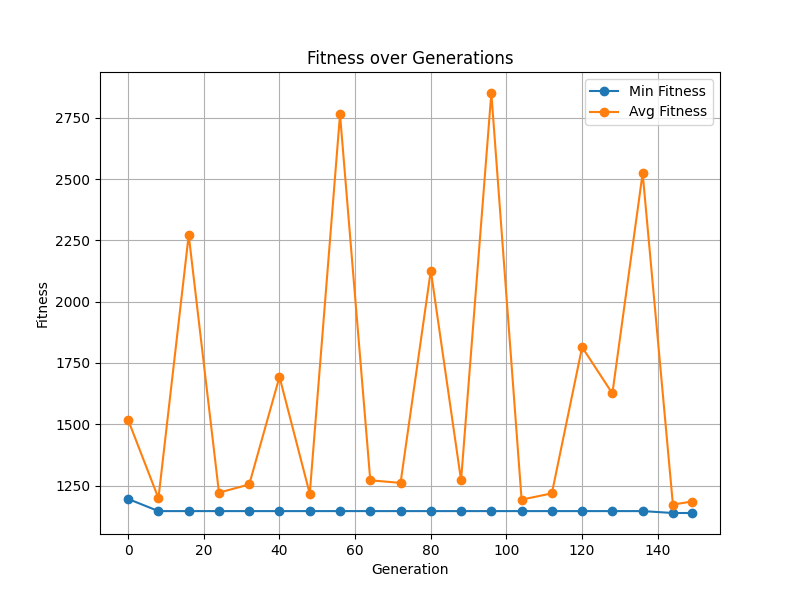 Fitness over Generations
Min Fitness
Avg Fitness
2750
2500
2250
2000
1750
1500
1250
Fitness
0 20 40 60 80 100 120 140
Generation